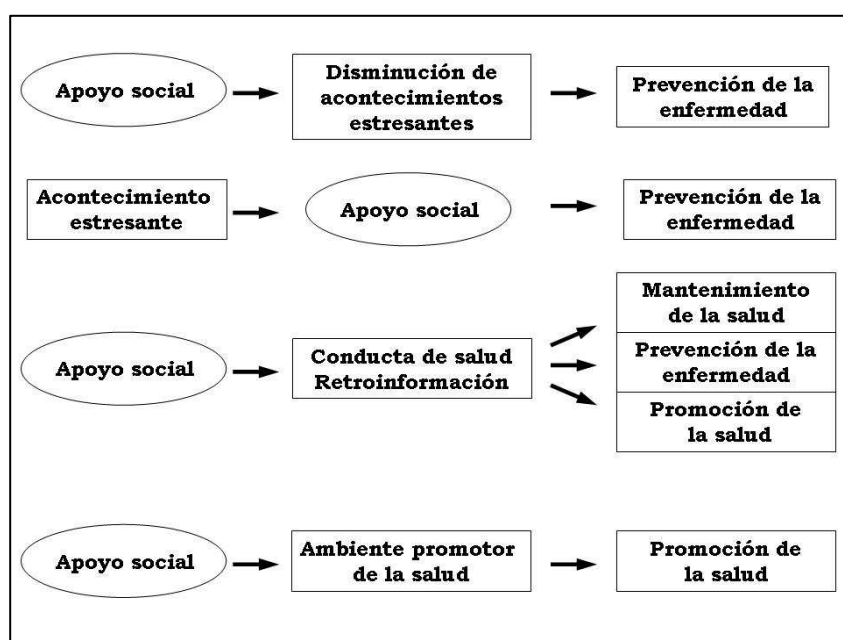 Apoyo social
Disminución de
acontecimientos
estresantes
Prevención de la
enfermedad
Acontecimiento
estresante
Apoyo social
Prevención de la
enfermedad
Apoyo social
Conducta de salud
Retroinformación
Mantenimiento
de la salud
Prevención de la
enfermedad
Promoción de
la salud
Apoyo social
Ambiente promotor
de la salud
Promoción de
la salud